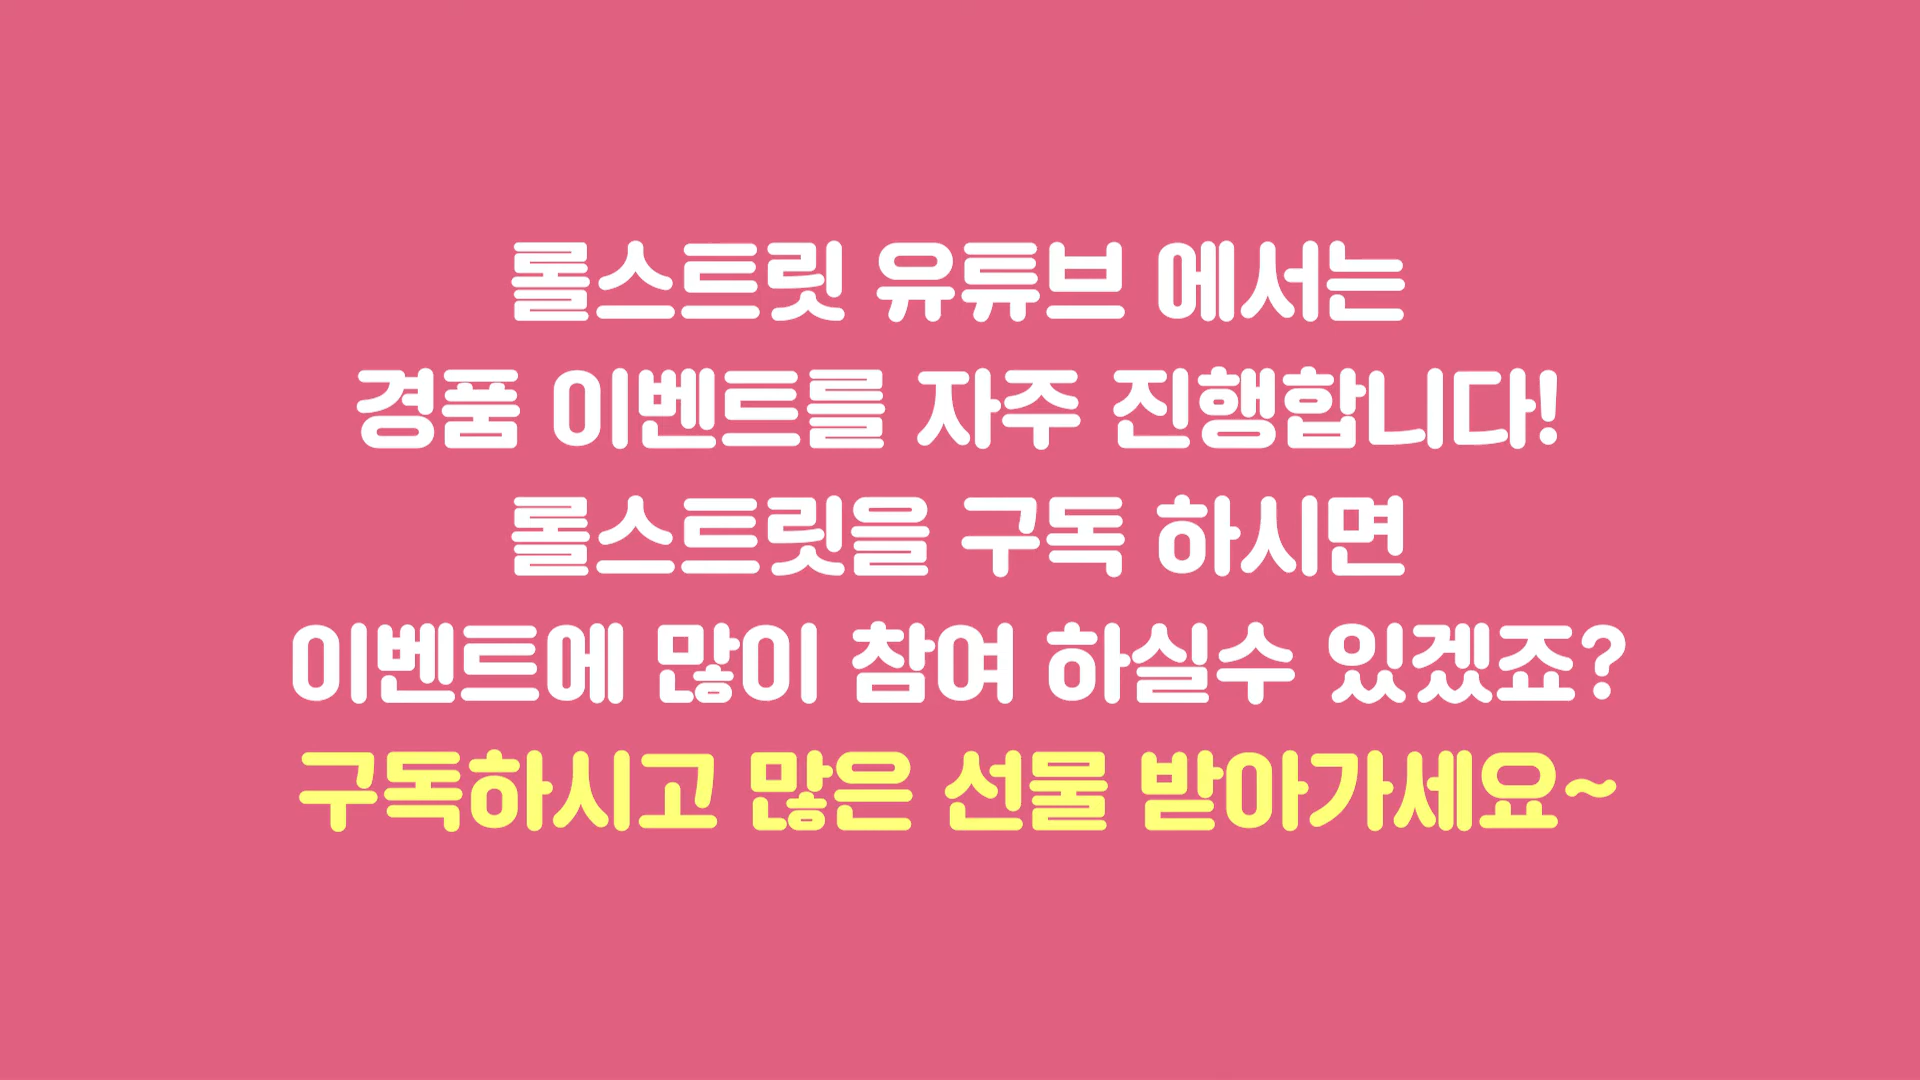 롤스트릿 유튜브 에서는
경품 이벤트를 자주 진행합니다!
롤스트릿을 구독 하시면
이벤트에 많이 참여 하실수 있겠죠?
구독하시고 많은 선물 받아가세요~